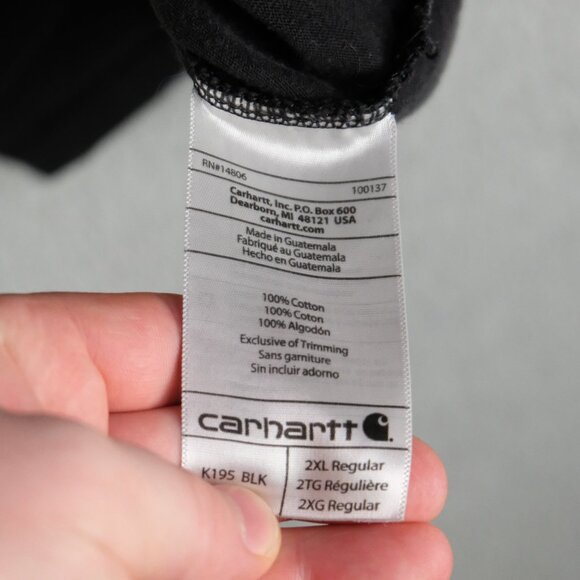 RN#14806 100137
Carhartt, Inc. P.O. Box 600
Dearborn, MI 48121 USA
carhartt.com
Made in Guatemala
Fabriqué au Guatemala
Hecho en Guatemala
100% Cotton
100% Coton
100% Algodón
Exclusive of Trimming
Sans garniture
Sin incluir adorno
carhartt
K195 BLK
2XL Regular
2TG Régulière
2XG Regular